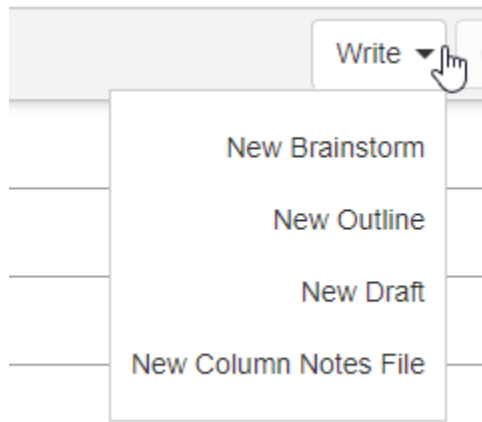 Write
New Brainstorm
New Outline
New Draft
New Column Notes File